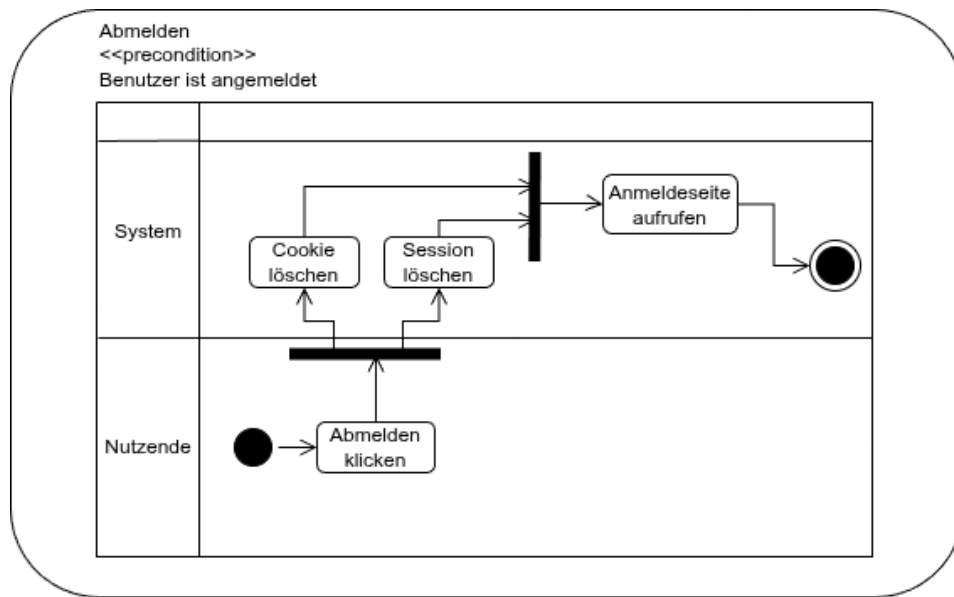 Abmelden
<<precondition>>
Benutzer ist angemeldet
System
Cookie
löschen
Session
löschen
Anmeldeseite
aufrufen
Nutzende
Abmelden
klicken